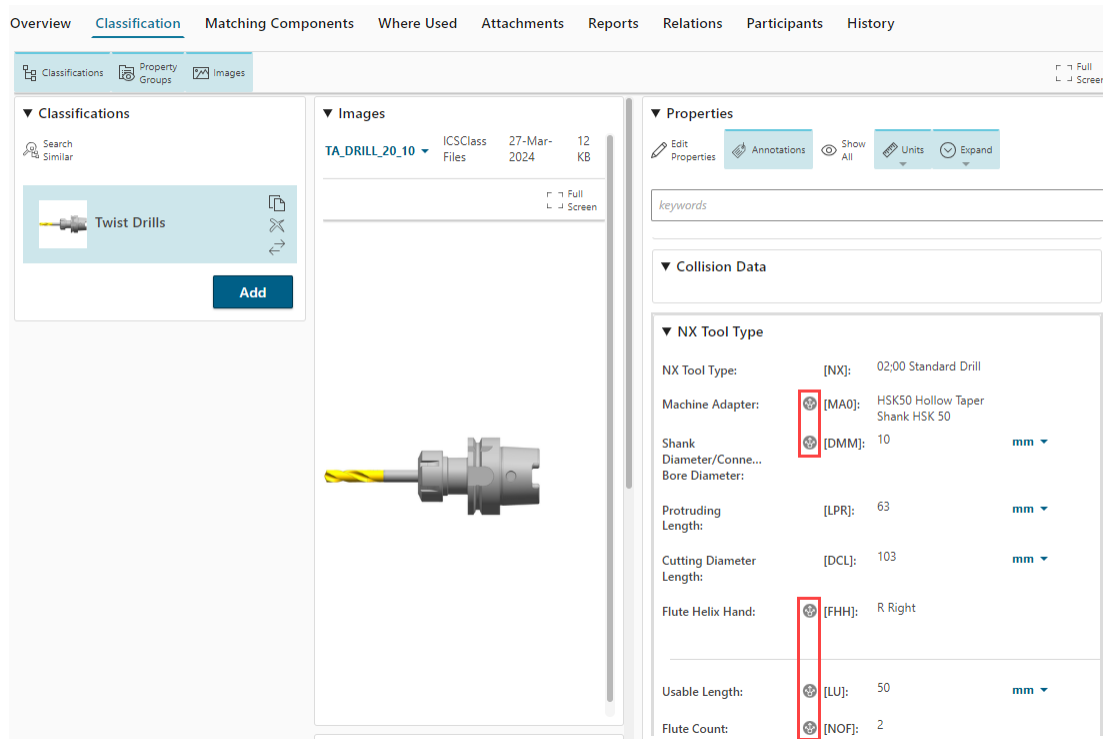 Overview Classification Matching Components Where Used Attachments Reports Relations Participants History
Classifications
Property
Groups
Images
Full
Screen
Classifications
Search
Similar
Twist Drills
Add
Images
TA_DRILL_20_10
ICSClass
Files
27-Mar-
2024
12
KB
Full
Screen
Properties
Edit
Properties
Annotations
Show
All
Units
Expand
keywords
Collision Data
NX Tool Type
NX Tool Type: [NX]: 02;00 Standard Drill
Machine Adapter: [MA0]: HSK50 Hollow Taper
Shank HSK 50
Shank [DMM]: 10 mm
Diameter/Conne...
Bore Diameter:
Protruding [LPR]: 63 mm
Length:
Cutting Diameter [DCL]: 103 mm
Length:
Flute Helix Hand: [FHH]: R Right
Usable Length: [LU]: 50 mm
Flute Count: [NOF]: 2